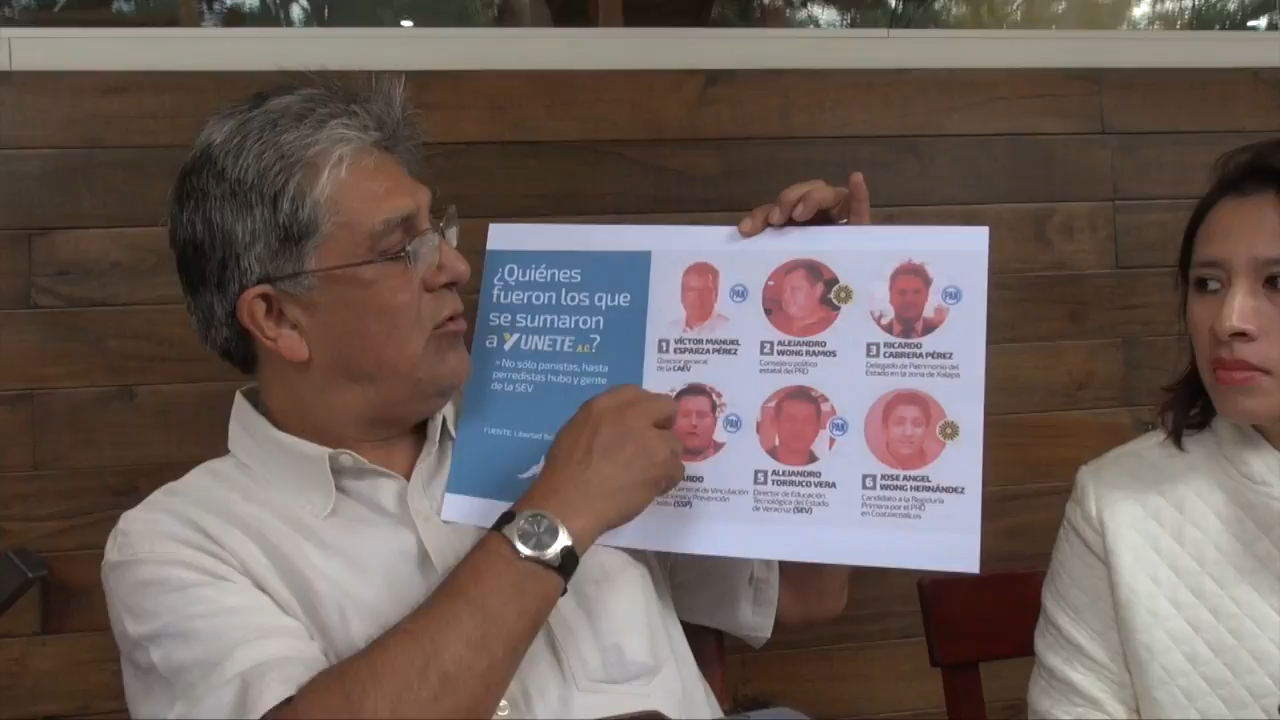 ¿Quiénes
fueron los que
se sumaron
a YUNETE A.C.?
» No sólo panistas, hasta
perredistas hubo y gente
de la SEV
FUENTE: Libertad
PAN
1 VÍCTOR MANUEL
ESPARZA PÉREZ
Director general
de la CAEV
2 ALEJANDRO
WONG RAMOS
Consejero político
estatal del PRD
PAN
3 RICARDO
CABRERA PÉREZ
Delegado de Patrimonio del
Estado en la zona de Xalapa
PAN
ARDO
General de Vinculación
y Prevención
(SSP)
PAN
5 ALEJANDRO
TORRUCO VERA
Director de Educación
Tecnológica del Estado
de Veracruz (SEV)
6 JOSE ANGEL
WONG HERNÁNDEZ
Candidato a la Regiduría
Primera por el PRD
en Coatzacoalcos